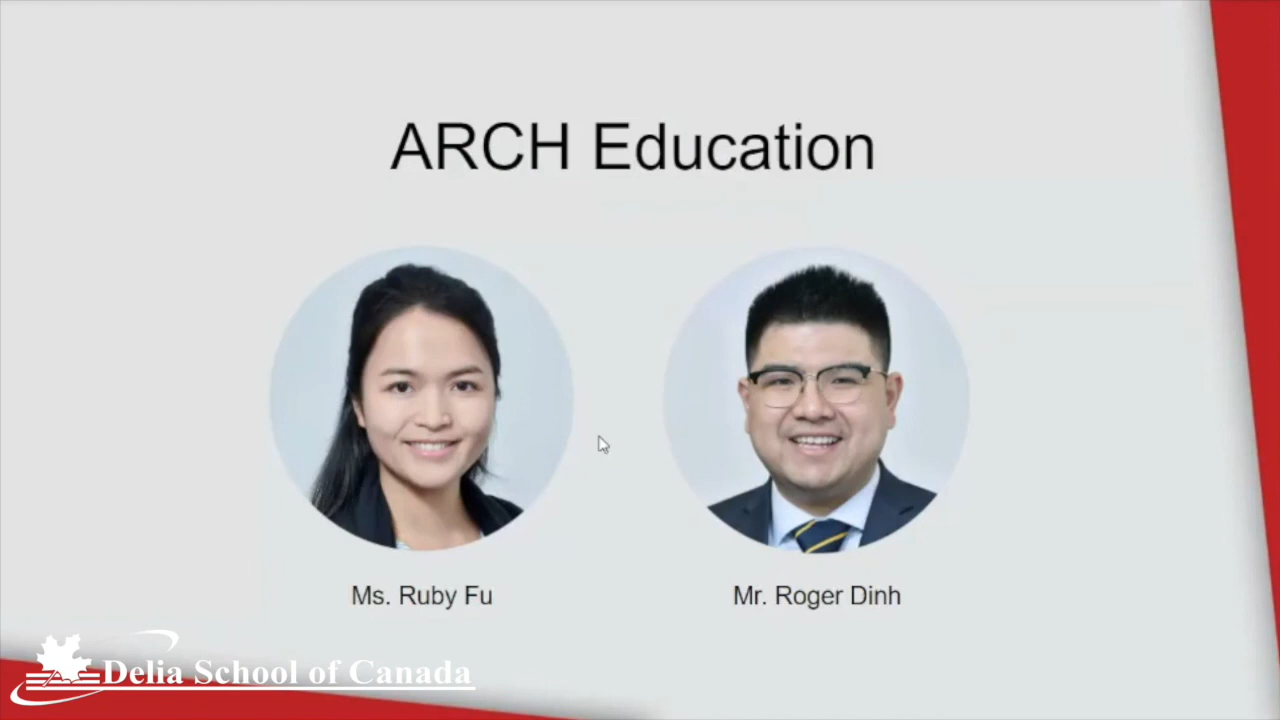 ARCH Education
Ms. Ruby Fu
Mr. Roger Dinh
Delia School of Canada